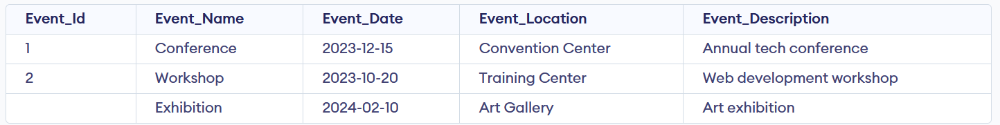 Event_Id Event_Name Event_Date Event_Location Event_Description
1 Conference 2023-12-15 Convention Center Annual tech conference
2 Workshop 2023-10-20 Training Center Web development workshop
Exhibition 2024-02-10 Art Gallery Art exhibition